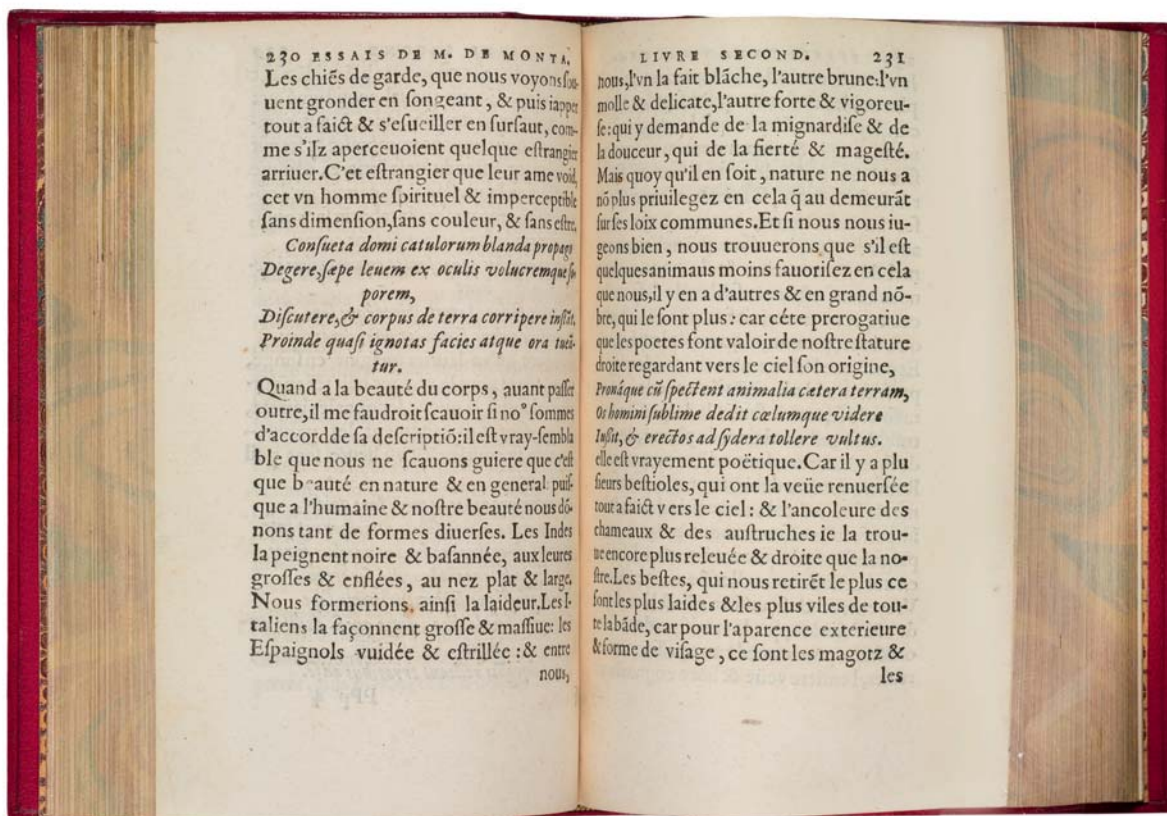 230 ESSAIS DE M. DE MONTA,
Les chiẽs de garde, que nous voyons ſou-
uent gronder en ſongeant, & puis iapper
tout a faict & s'eſueiller en ſurſaut, com-
me s'ilz aperceuoient quelque eſtrangier
arriuer. C'et eſtrangier que leur ame void,
cet vn homme ſpirituel & imperceptible
ſans dimenſion, ſans couleur, & ſans eſtre.
Conſueta domi catulorum blanda propago
Degere, ſæpe leuem ex oculis volucremque ſo
porem,
Diſcutere, & corpus de terra corripere inſtãt,
Proinde quaſi ignotas facies atque ora tueã-
tur.
Quand a la beauté du corps, auant paſſer
outre, il me faudroit ſcauoir ſi no⁹ ſommes
d'accordde ſa deſcriptiõ: il eſt vray-ſembla
ble que nous ne ſcauons guiere que c'eſt
que beauté en nature & en general puiſ-
que a l'humaine & noſtre beauté nous dõ-
nons tant de formes diuerſes. Les Indes
la peignent noire & baſannée, aux leures
groſſes & enflées, au nez plat & large,
Nous formerions ainſi la laideur. Les I-
taliens la façonnent groſſe & maſſiue: les
Eſpaignols vuidée & eſtrillée: & entre
nous,
LIVRE SECOND. 231
nous, l'vn la fait blãche, l'autre brune: l'vn
molle & delicate, l'autre forte & vigoreu-
ſe: qui y demande de la mignardiſe & de
la douceur, qui de la fierté & mageſté.
Mais quoy qu'il en ſoit, nature ne nous a
nõ plus priuilegez en cela q̃ au demeurãt
ſur ſes loix communes. Et ſi nous nous iu-
geons bien, nous trouuerons que s'il eſt
quelques animaus moins fauoriſez en cela
que nous, il y en a d'autres & en grand nõ-
bre, qui le ſont plus: car céte prerogatiue
que les poetes font valoir de noſtre ſtature
droite regardant vers le ciel ſon origine,
Pronáque cũ ſpectent animalia cætera terram,
Os homini ſublime dedit cœlumque videre
Iuſſit, & erectos ad ſydera tollere vultus.
elle eſt vrayement poëtique. Car il y a plu
ſieurs beſtioles, qui ont la veüe renuerſée
tout a faict vers le ciel: & l'ancoleure des
chameaux & des auſtruches ie la trou-
ue encore plus releuée & droite que la no-
ſtre. Les beſtes, qui nous retirẽt le plus ce
ſont les plus laides & les plus viles de tou-
te la bãde, car pour l'aparence exterieure
& forme de viſage, ce ſont les magotz &
les